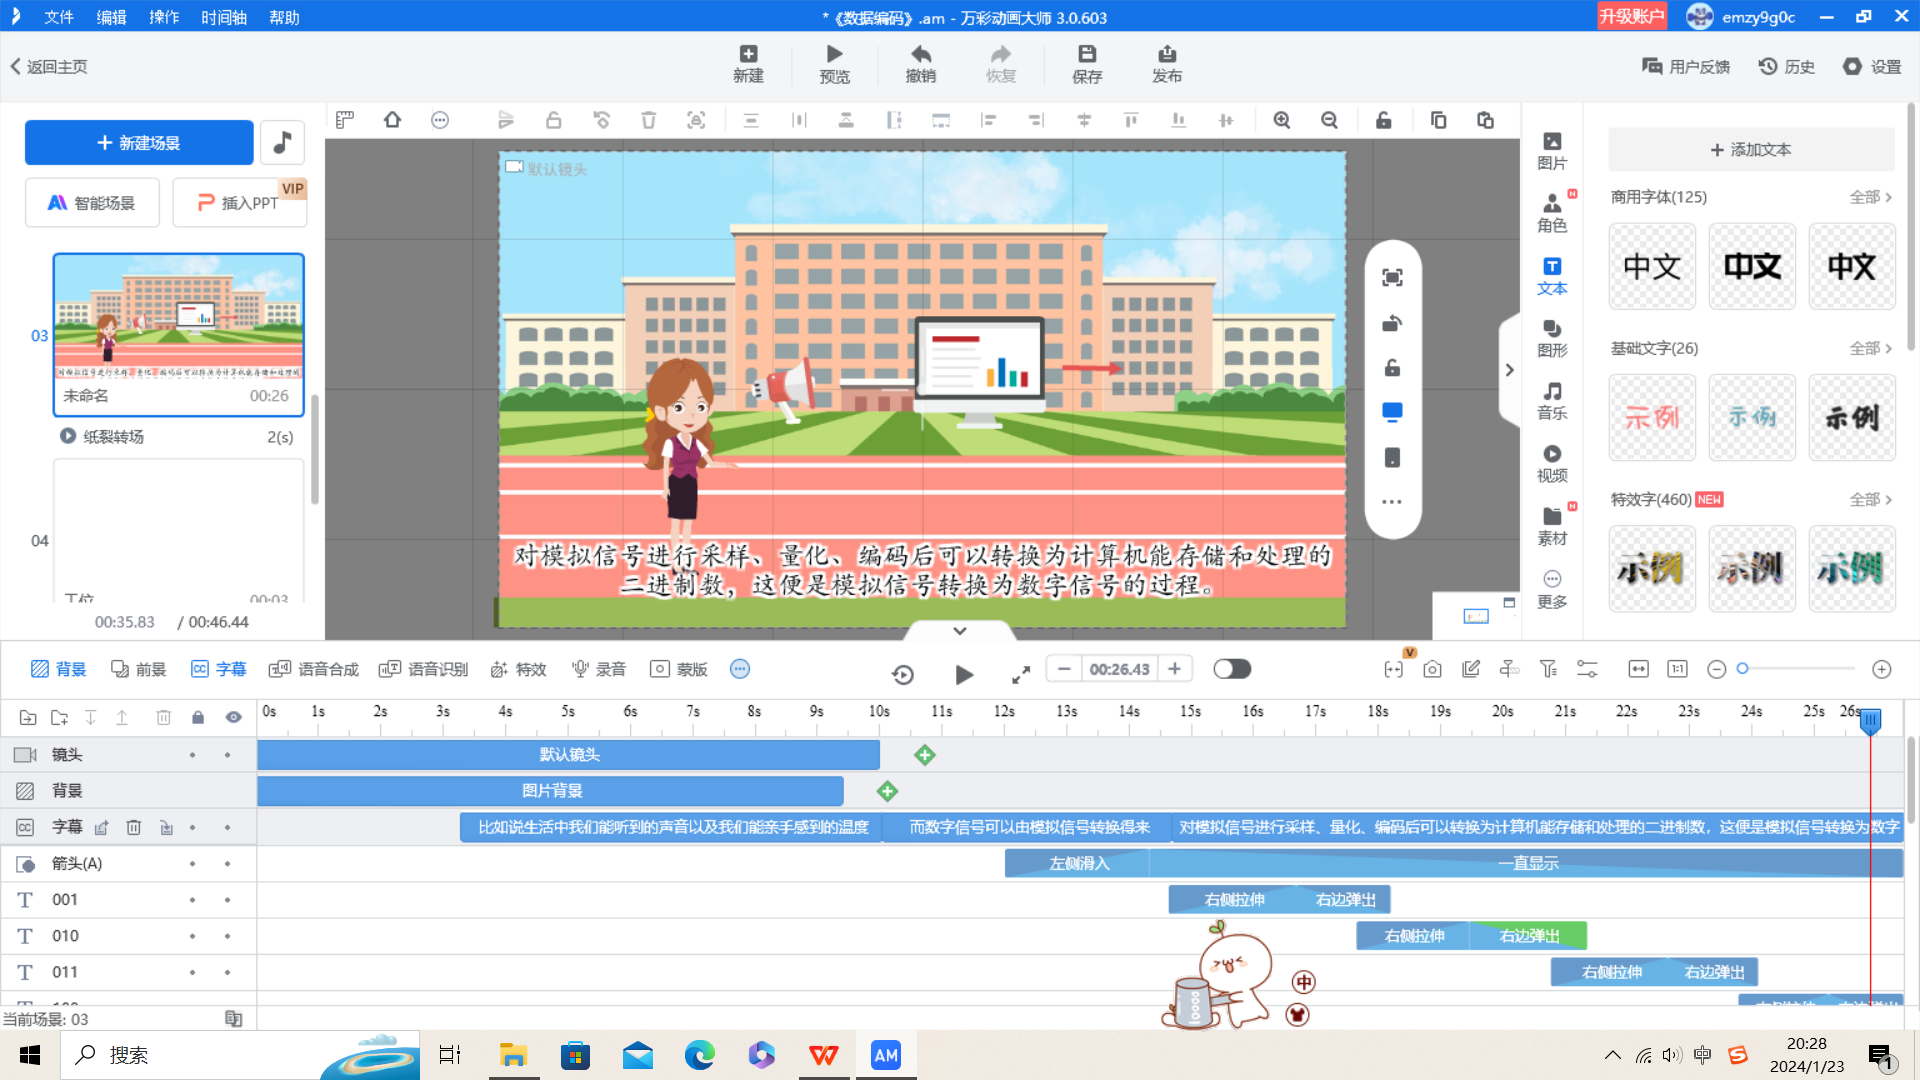 文件 编辑 操作 时间轴 帮助
*《数据编码》.am - 万彩动画大师 3.0.603
升级账户 emzy9g0c
返回主页
新建 预览 撤销 恢复 保存 发布
用户反馈 历史 设置
新建场景
智能场景 插入PPT VIP
03
未命名 00:26
纸裂转场 2(s)
04
00:35.83 / 00:46.44
默认镜头
对模拟信号进行采样、量化、编码后可以转换为计算机能存储和处理的
二进制数，这便是模拟信号转换为数字信号的过程。
图片
角色
文本
图形
音乐
视频
素材
更多
添加文本
商用字体(125) 全部
中文 中文 中文
基础文字(26) 全部
示例 示例 示例
特效字(460) NEW 全部
示例 示例 示例
背景 前景 字幕 语音合成 语音识别 特效 录音 蒙版
00:26.43
0s 1s 2s 3s 4s 5s 6s 7s 8s 9s 10s 11s 12s 13s 14s 15s 16s 17s 18s 19s 20s 21s 22s 23s 24s 25s 26s
镜头 默认镜头
背景 图片背景
字幕 比如说生活中我们能听到的声音以及我们能亲手感到的温度 而数字信号可以由模拟信号转换得来 对模拟信号进行采样、量化、编码后可以转换为计算机能存储和处理的二进制数，这便是模拟信号转换为数字
箭头(A) 左侧滑入 一直显示
001 右侧拉伸 右边弹出
010 右侧拉伸 右边弹出
011 右侧拉伸 右边弹出
当前场景: 03
中
搜索
AM
中
20:28
2024/1/23
1